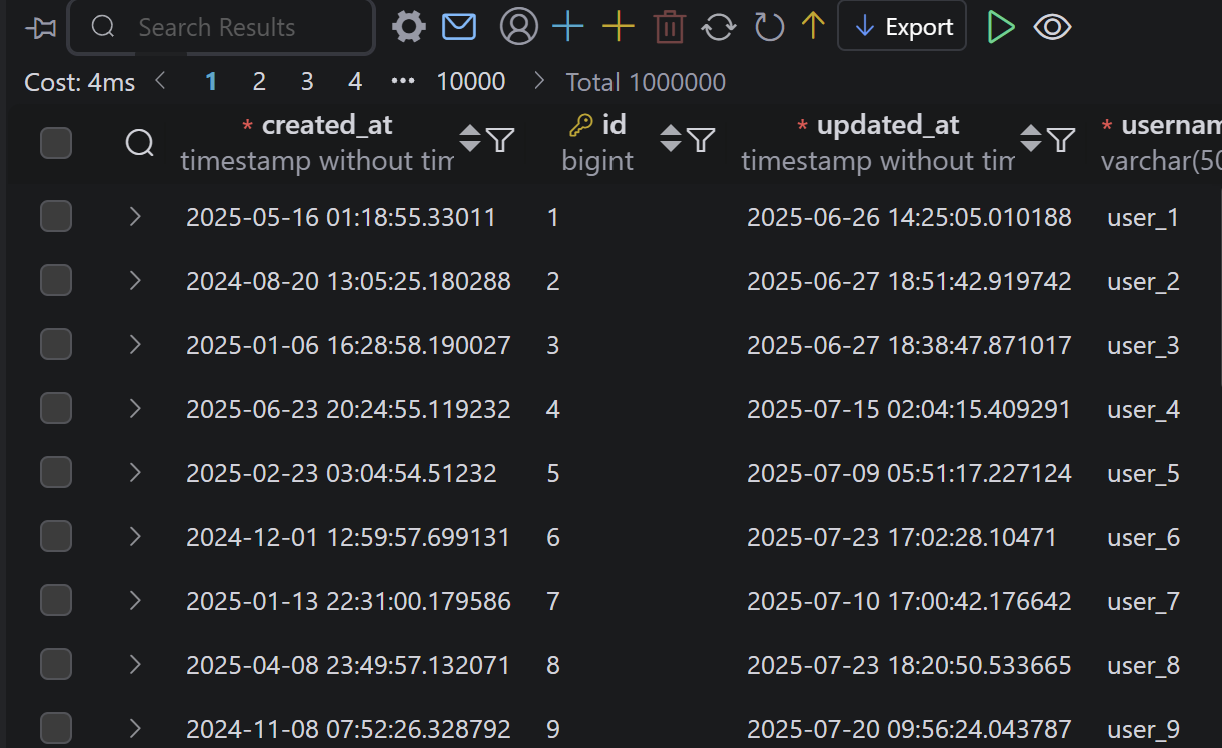 Search Results Export
Cost: 4ms 1 2 3 4 ••• 10000 Total 1000000
* created_at id * updated_at * usernam
timestamp without tim bigint timestamp without tim varchar(50
2025-05-16 01:18:55.33011 1 2025-06-26 14:25:05.010188 user_1
2024-08-20 13:05:25.180288 2 2025-06-27 18:51:42.919742 user_2
2025-01-06 16:28:58.190027 3 2025-06-27 18:38:47.871017 user_3
2025-06-23 20:24:55.119232 4 2025-07-15 02:04:15.409291 user_4
2025-02-23 03:04:54.51232 5 2025-07-09 05:51:17.227124 user_5
2024-12-01 12:59:57.699131 6 2025-07-23 17:02:28.10471 user_6
2025-01-13 22:31:00.179586 7 2025-07-10 17:00:42.176642 user_7
2025-04-08 23:49:57.132071 8 2025-07-23 18:20:50.533665 user_8
2024-11-08 07:52:26.328792 9 2025-07-20 09:56:24.043787 user_9